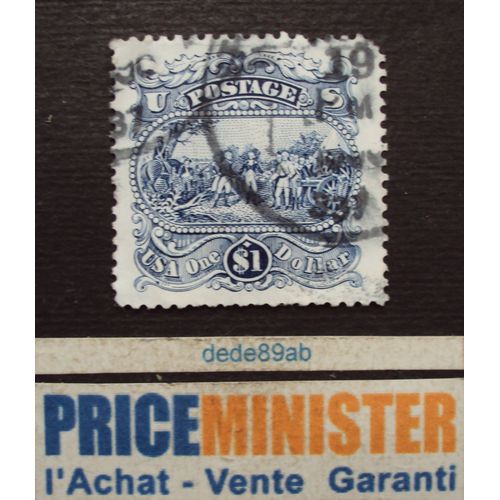 U POSTAGE S
USA One $1 Dollar
dede89ab
PRICEMINISTER
l'Achat - Vente Garanti